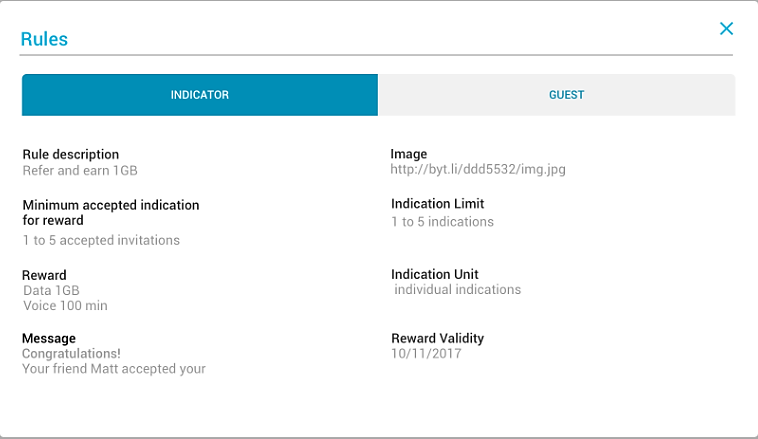 Rules
INDICATOR
GUEST
Rule description
Refer and earn 1GB
Image
http://byt.li/ddd5532/img.jpg
Minimum accepted indication
for reward
1 to 5 accepted invitations
Indication Limit
1 to 5 indications
Reward
Data 1GB
Voice 100 min
Indication Unit
individual indications
Message
Congratulations!
Your friend Matt accepted your
Reward Validity
10/11/2017